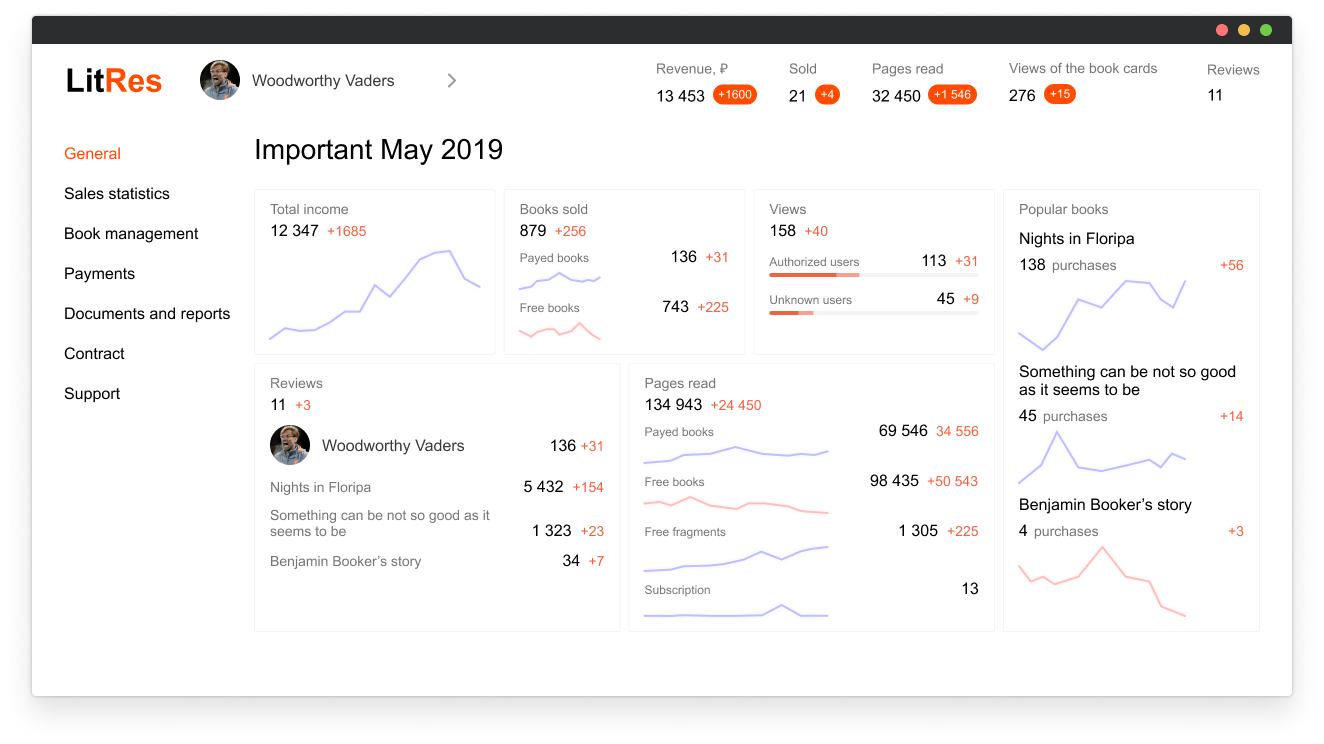 LitRes
Woodworthy Vaders
Revenue, ₽
13 453 +1600
Sold
21 +4
Pages read
32 450 +1 546
Views of the book cards
276 +15
Reviews
11
General
Sales statistics
Book management
Payments
Documents and reports
Contract
Support
Important May 2019
Total income
12 347 +1685
Books sold
879 +256
Payed books
136 +31
Free books
743 +225
Views
158 +40
Authorized users 113 +31
Unknown users 45 +9
Popular books
Nights in Floripa
138 purchases +56
Something can be not so good
as it seems to be
45 purchases +14
Benjamin Booker’s story
4 purchases +3
Reviews
11 +3
Woodworthy Vaders 136 +31
Nights in Floripa 5 432 +154
Something can be not so good as it
seems to be 1 323 +23
Benjamin Booker’s story 34 +7
Pages read
134 943 +24 450
Payed books 69 546 34 556
Free books 98 435 +50 543
Free fragments 1 305 +225
Subscription 13